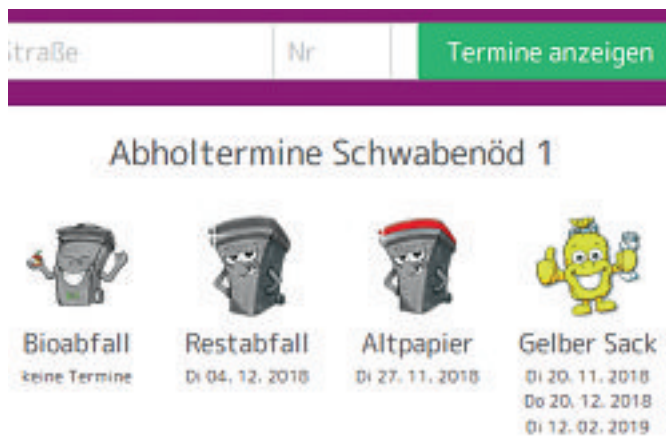 Straße Nr Termine anzeigen
Abholtermine Schwabenöd 1
Bioabfall Restabfall Altpapier Gelber Sack
keine Termine Di 04. 12. 2018 Di 27. 11. 2018 Di 20. 11. 2018
Do 20. 12. 2018
Di 12. 02. 2019